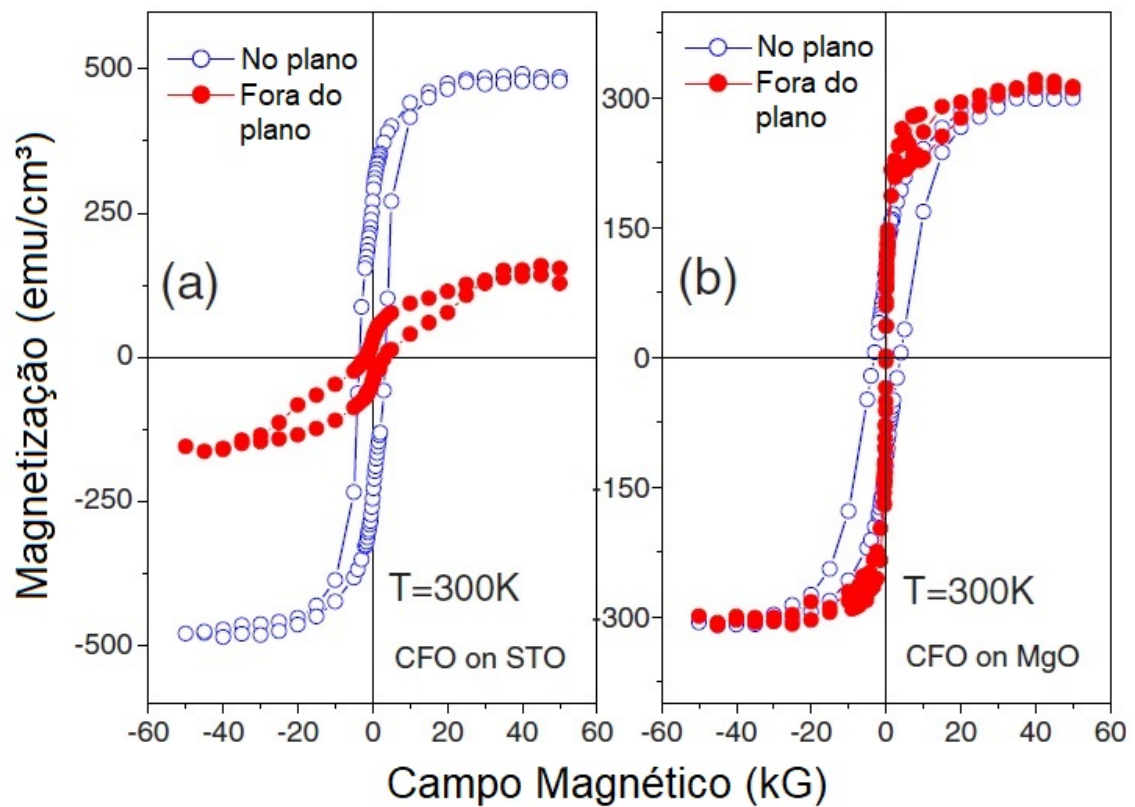 No plano
Fora do
plano
500
250
0
-250
-500
(a)
T=300K
CFO on STO
-60 -40 -20 0 20 40 60
No plano
Fora do
plano
300
150
0
-150
-300
(b)
T=300K
CFO on MgO
-60 -40 -20 0 20 40 60
Magnetização (emu/cm³)
Campo Magnético (kG)